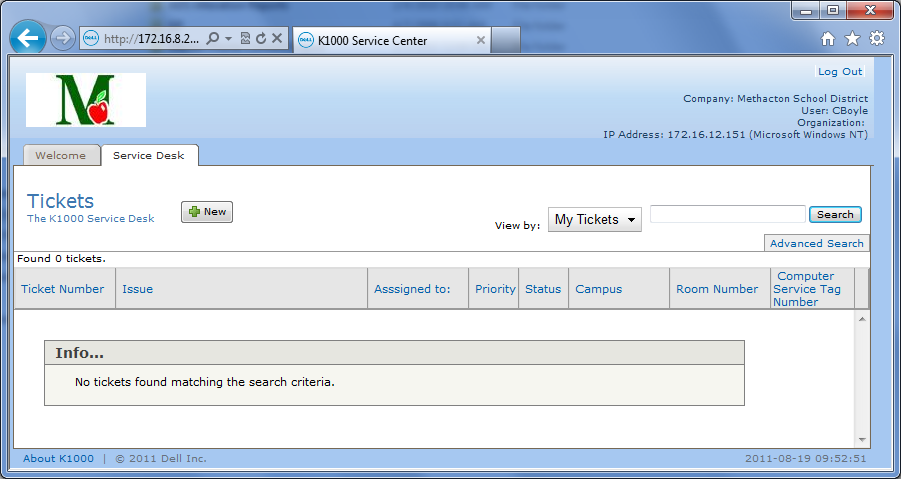 http://172.16.8.2...
K1000 Service Center
M
Log Out
Company: Methacton School District
User: CBoyle
Organization:
IP Address: 172.16.12.151 (Microsoft Windows NT)
Welcome
Service Desk
Tickets
The K1000 Service Desk
New
View by:
My Tickets
Search
Advanced Search
Found 0 tickets.
Ticket Number
Issue
Asssigned to:
Priority
Status
Campus
Room Number
Computer
Service Tag
Number
Info...
No tickets found matching the search criteria.
About K1000 | © 2011 Dell Inc.
2011-08-19 09:52:51